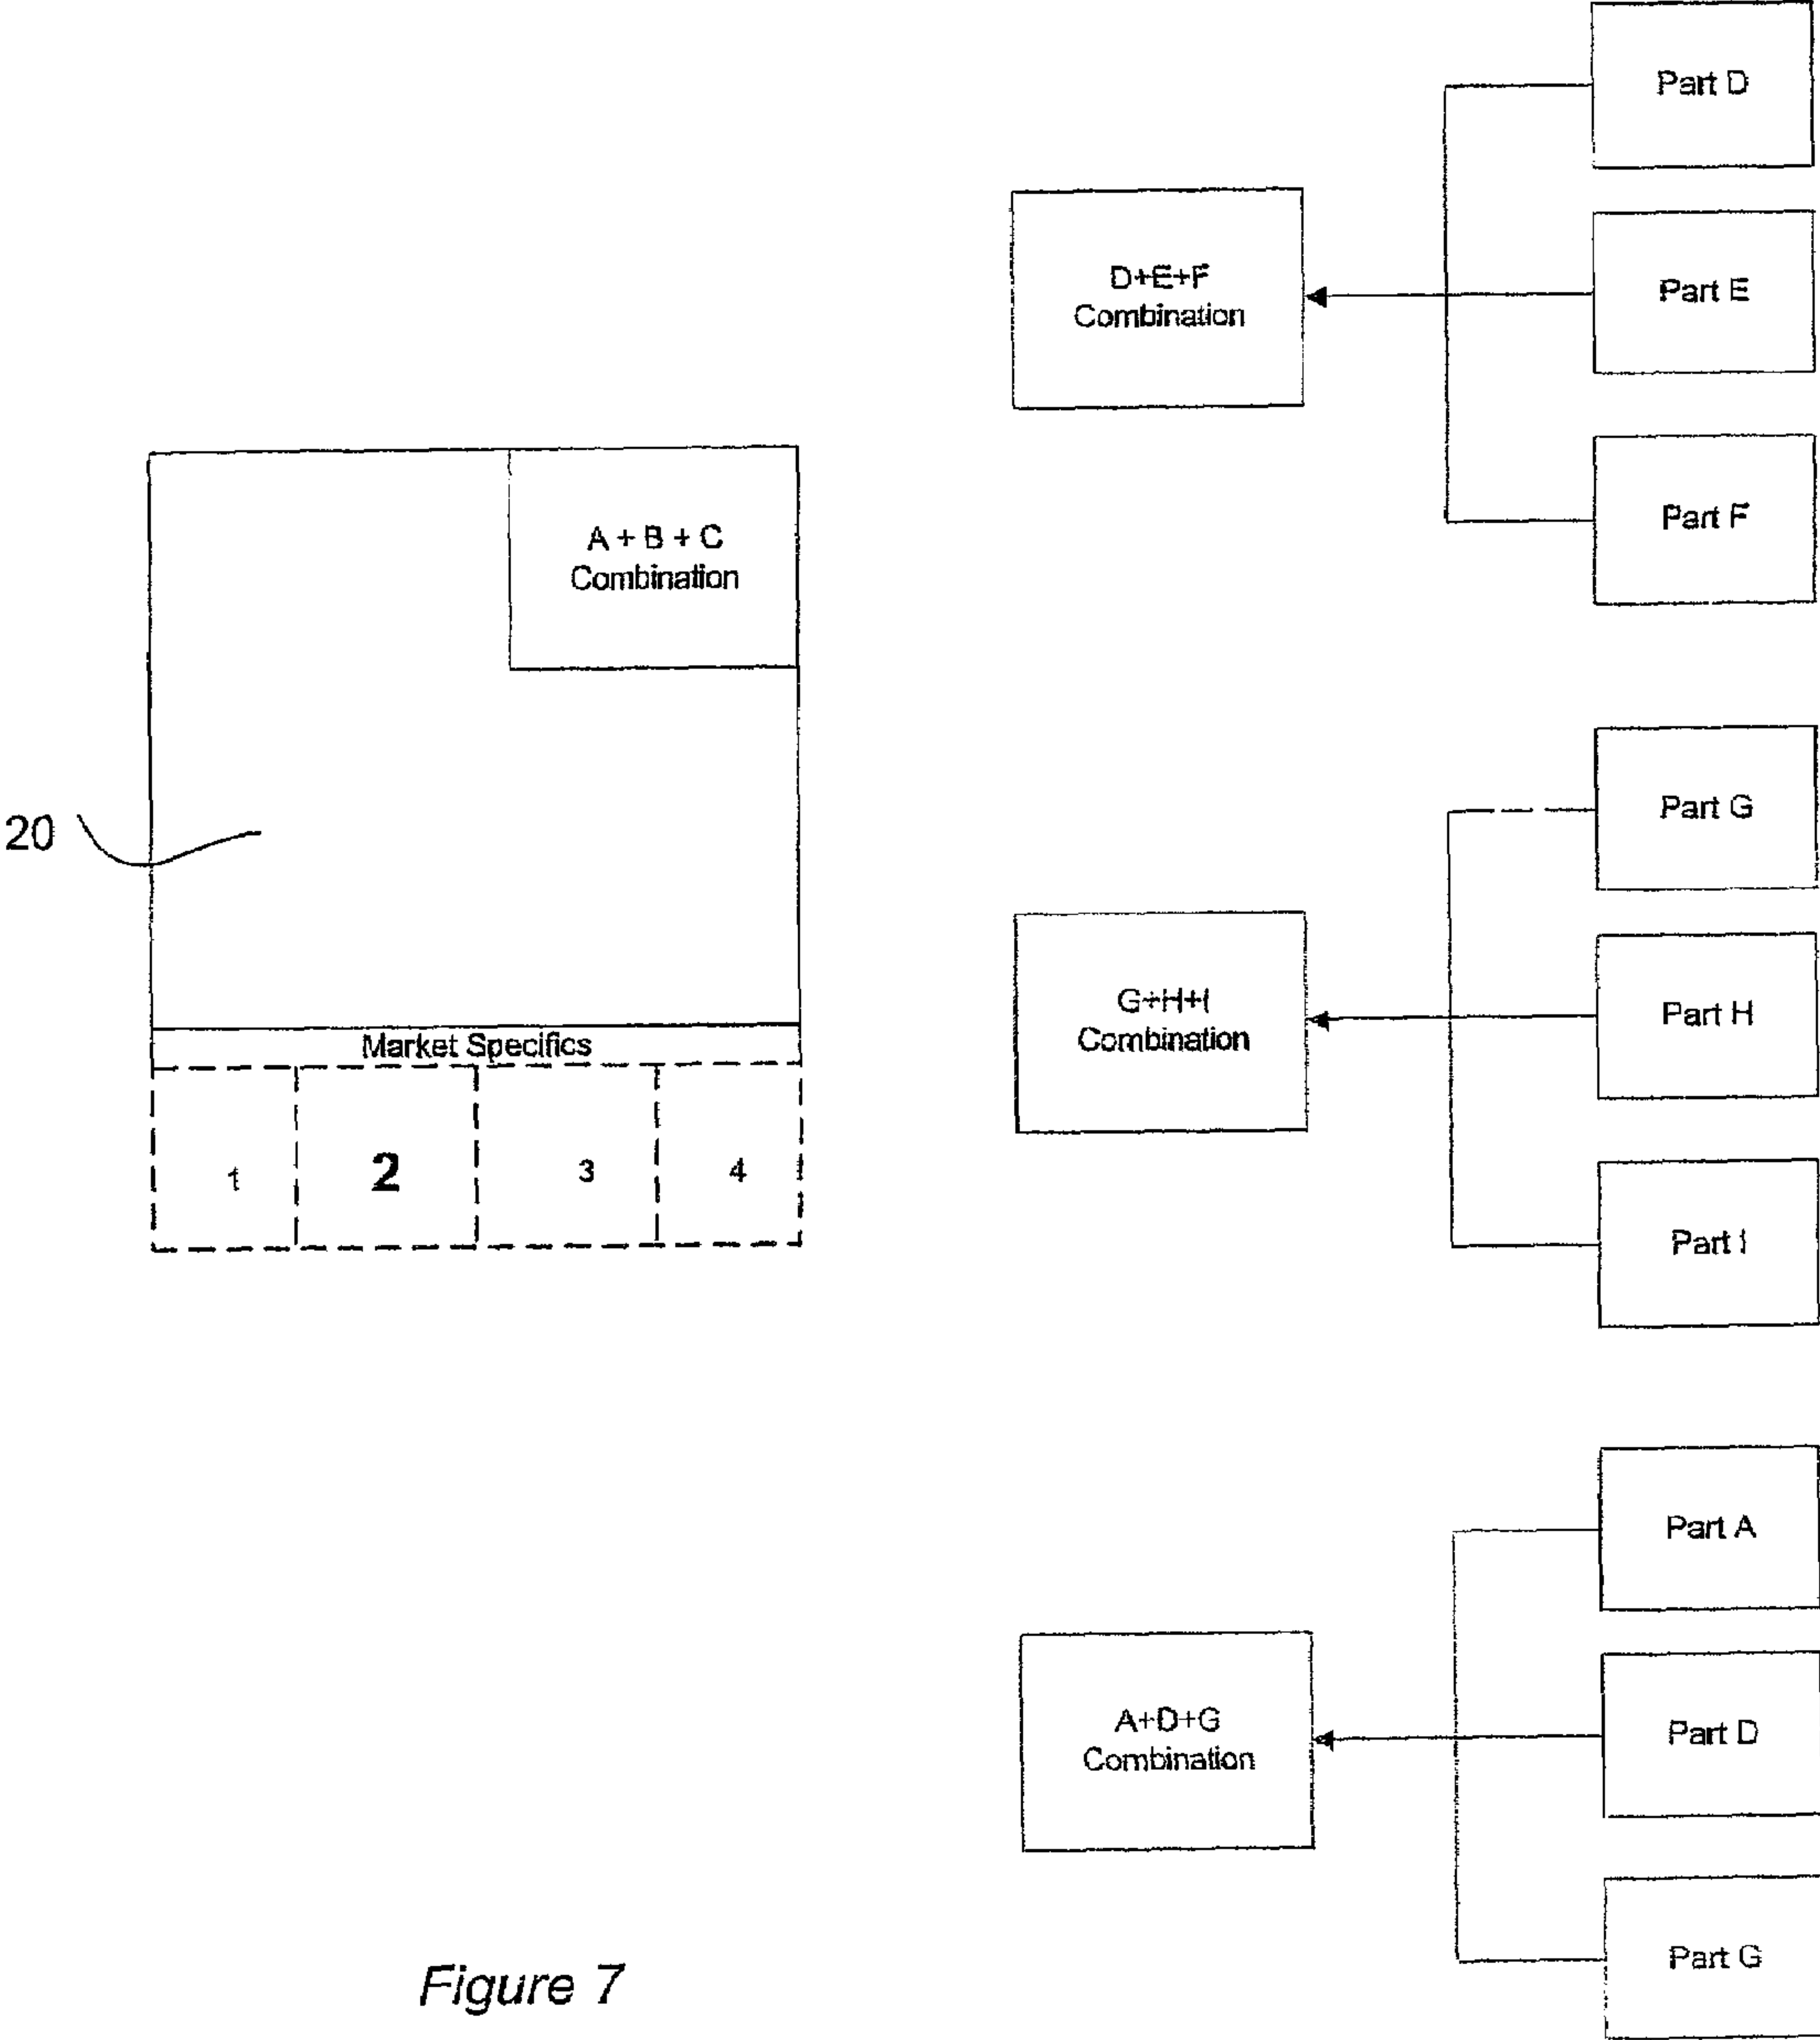 Part D
D+E+F
Combination
Part E
Part F
A + B + C
Combination
20
Market Specifics
1
2
3
4
Part G
G+H+I
Combination
Part H
Part I
Part A
A+D+G
Combination
Part D
Part G
Figure 7